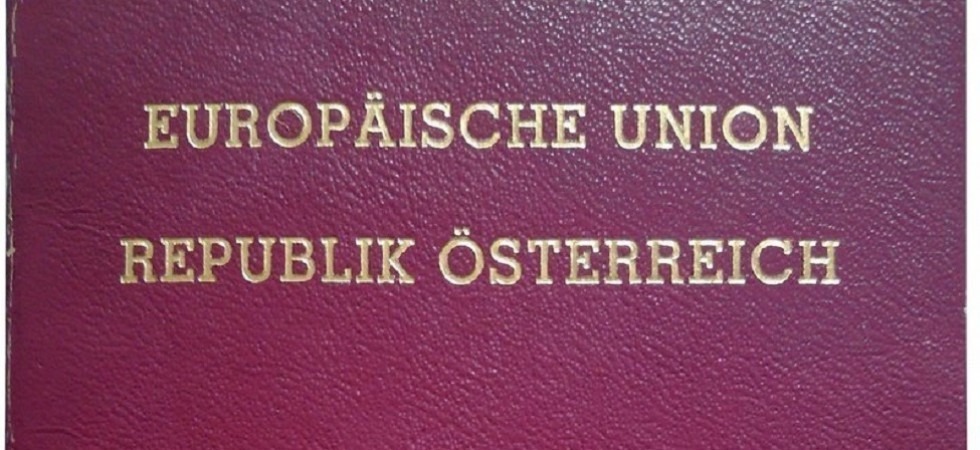 EUROPÄISCHE UNION
REPUBLIK ÖSTERREICH